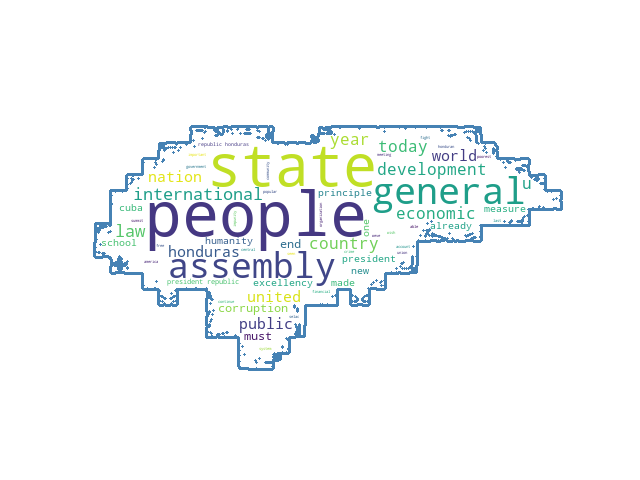 fight
republic honduras
year
today
state
world
development
nation
general
u
international
principle
people
cuba
economic
measure
law
one
already
school
humanity
end
country
honduras
assembly
president
new
president republic
excellency
made
united
corruption
public
must